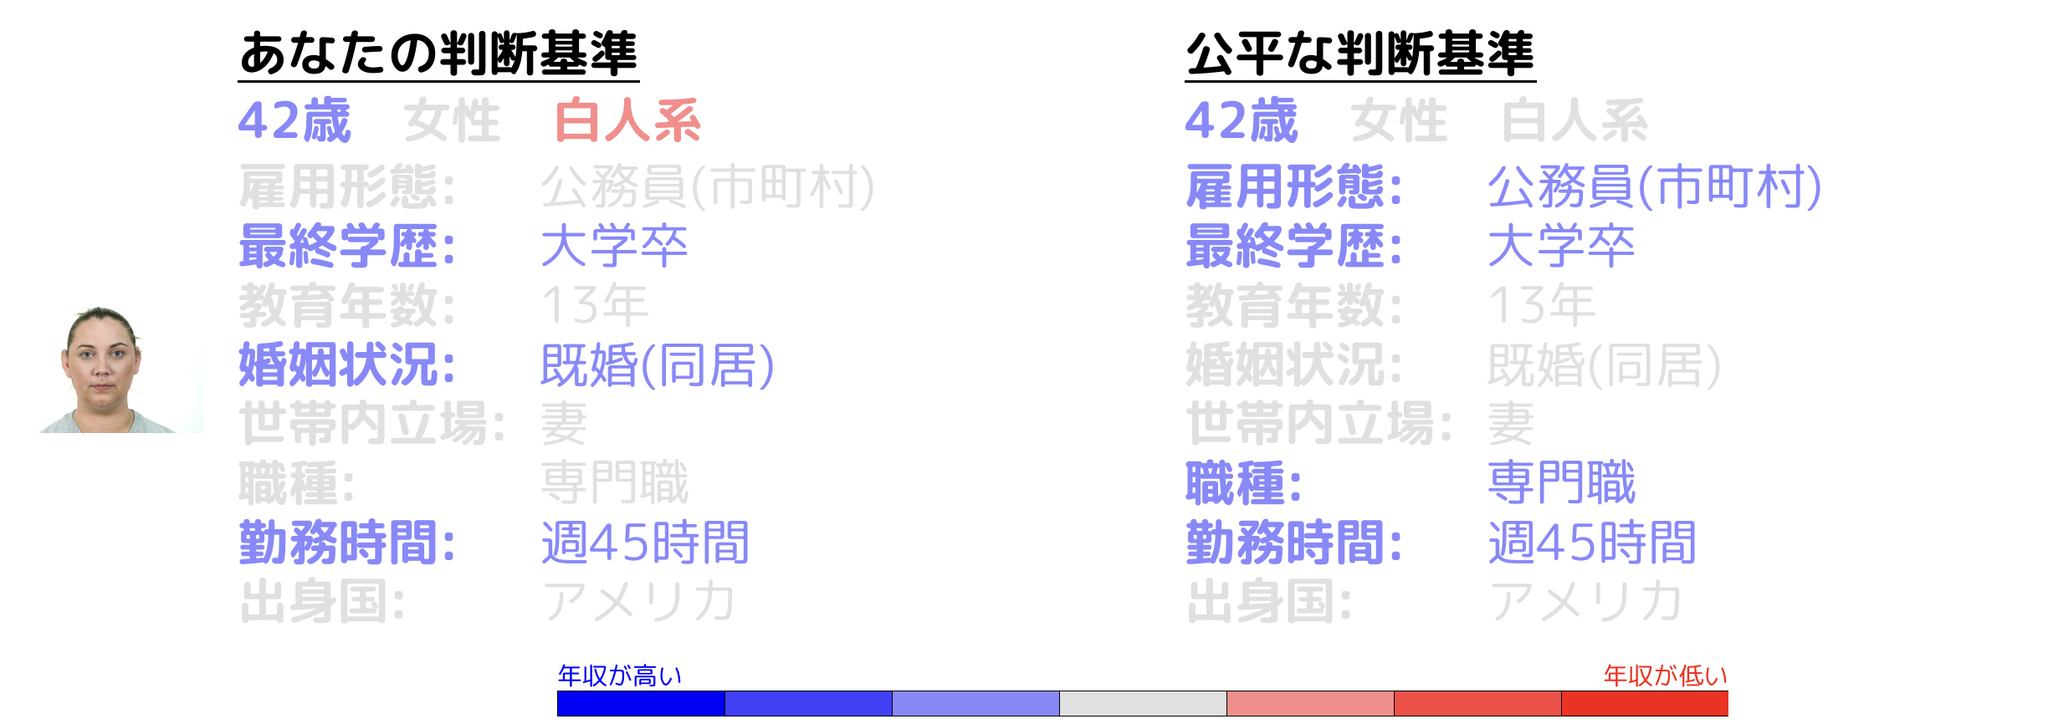 あなたの判断基準
42歳 女性 白人系
雇用形態: 公務員(市町村)
最終学歴: 大学卒
教育年数: 13年
婚姻状況: 既婚(同居)
世帯内立場: 妻
職種: 専門職
勤務時間: 週45時間
出身国: アメリカ
公平な判断基準
42歳 女性 白人系
雇用形態: 公務員(市町村)
最終学歴: 大学卒
教育年数: 13年
婚姻状況: 既婚(同居)
世帯内立場: 妻
職種: 専門職
勤務時間: 週45時間
出身国: アメリカ
年収が高い
年収が低い